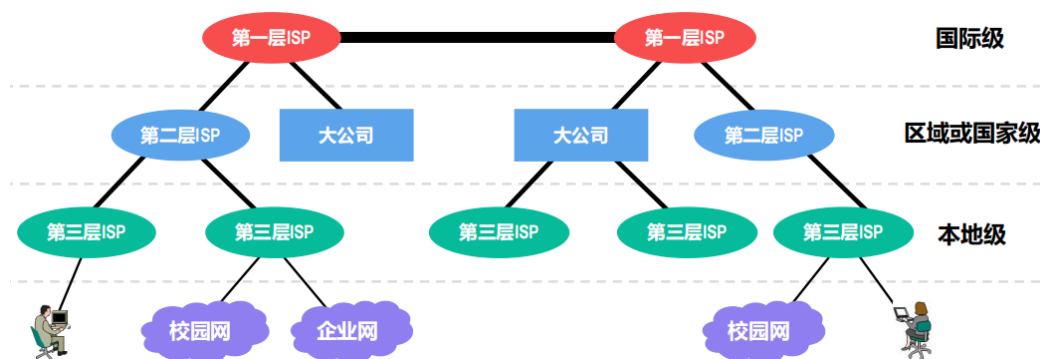 第一层ISP
第一层ISP
国际级
第二层ISP
大公司
大公司
第二层ISP
区域或国家级
第三层ISP
第三层ISP
第三层ISP
第三层ISP
第三层ISP
本地级
校园网
企业网
校园网